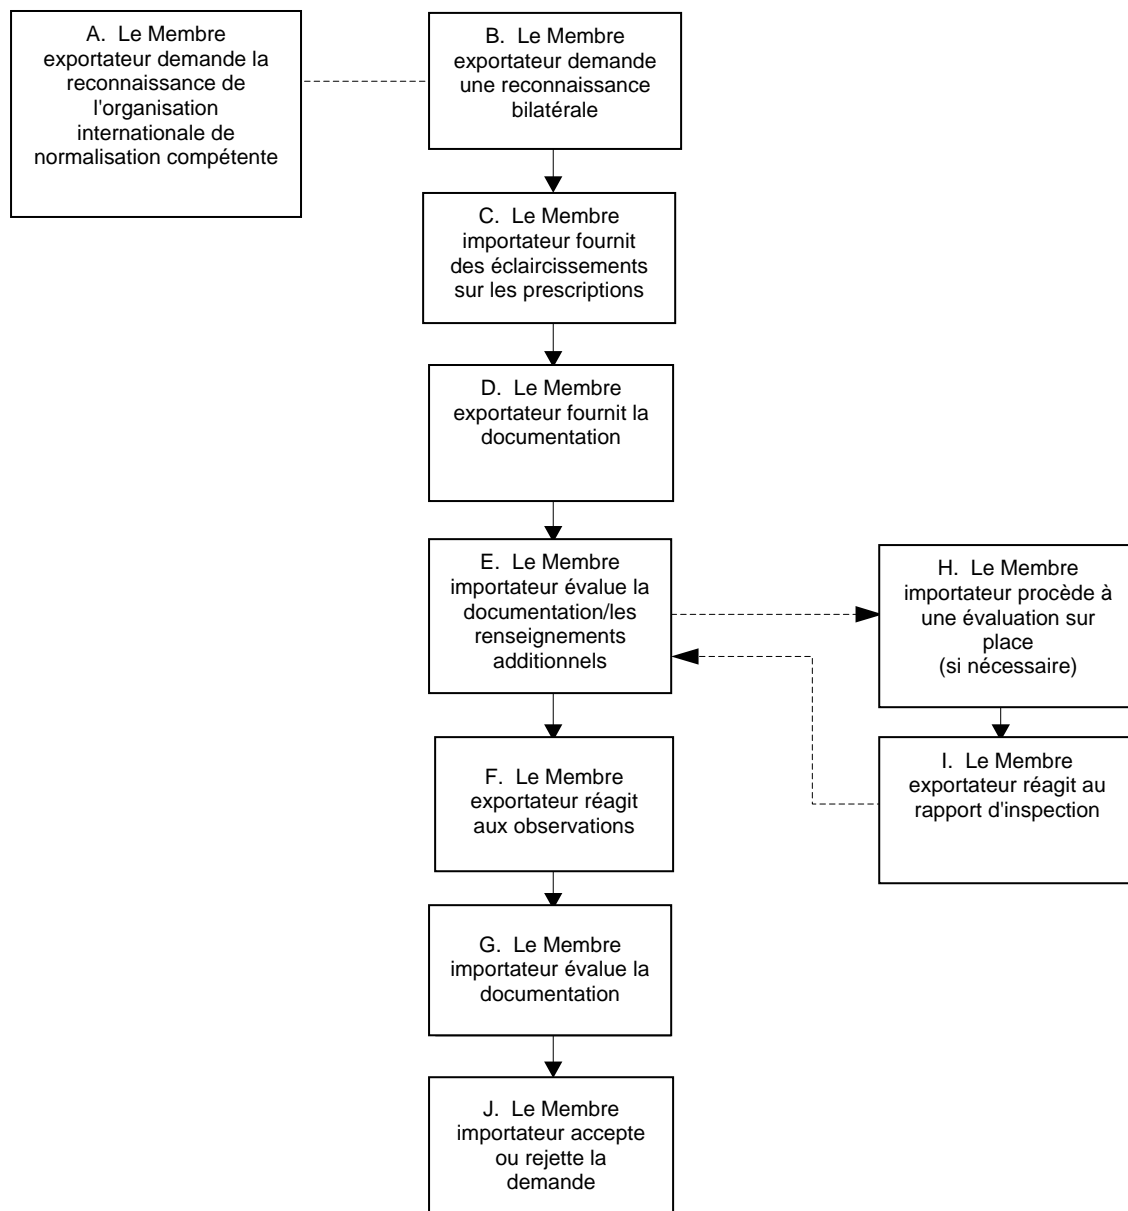 A. Le Membre
exportateur demande la
reconnaissance de
l'organisation
internationale de
normalisation compétente
B. Le Membre
exportateur demande
une reconnaissance
bilatérale
C. Le Membre
importateur fournit
des éclaircissements
sur les prescriptions
D. Le Membre
exportateur fournit la
documentation
E. Le Membre
importateur évalue la
documentation/les
renseignements
additionnels
H. Le Membre
importateur procède à
une évaluation sur
place
(si nécessaire)
F. Le Membre
exportateur réagit
aux observations
I. Le Membre
exportateur réagit au
rapport d'inspection
G. Le Membre
importateur évalue la
documentation
J. Le Membre
importateur accepte
ou rejette la
demande